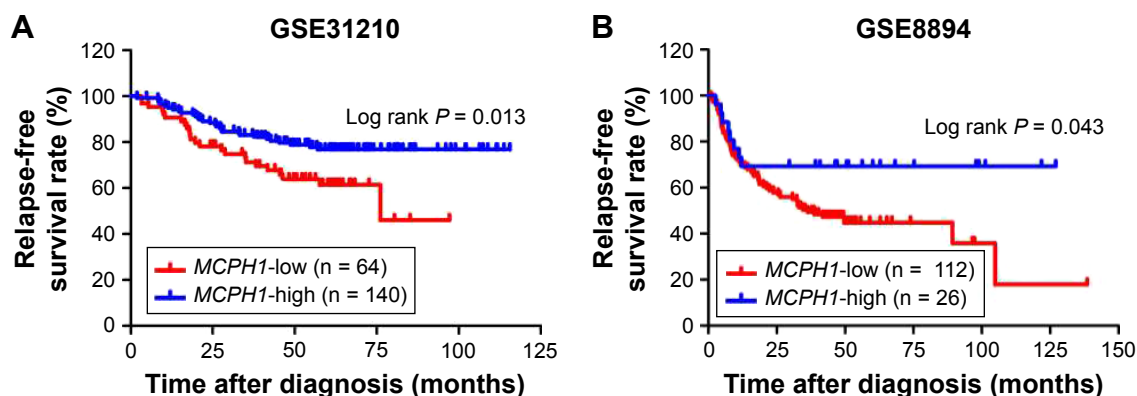 A
GSE31210
120
100
80
60
40
20
0
Relapse-free
survival rate (%)
Log rank P = 0.013
MCPH1-low (n = 64)
MCPH1-high (n = 140)
0 25 50 75 100 125
Time after diagnosis (months)
B
GSE8894
120
100
80
60
40
20
0
Relapse-free
survival rate (%)
Log rank P = 0.043
MCPH1-low (n = 112)
MCPH1-high (n = 26)
0 25 50 75 100 125 150
Time after diagnosis (months)